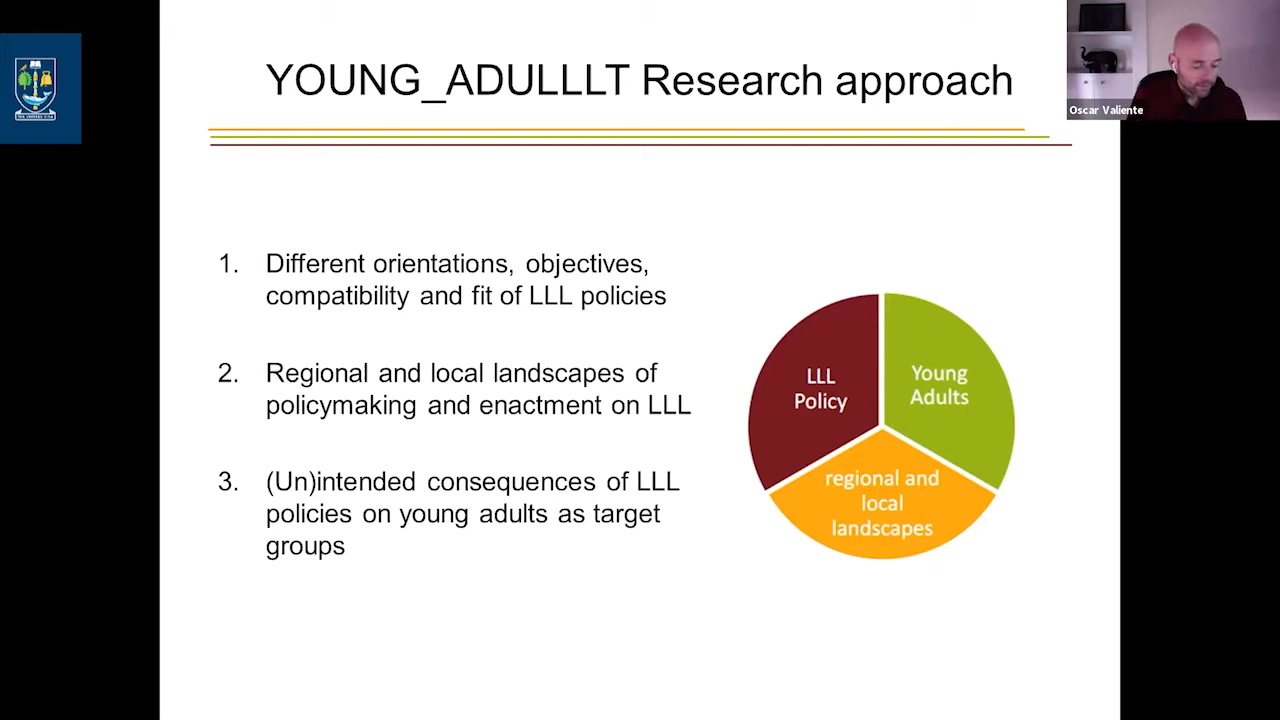 YOUNG_ADULLLT Research approach
Oscar Valiente
1. Different orientations, objectives,
compatibility and fit of LLL policies
2. Regional and local landscapes of
policymaking and enactment on LLL
3. (Un)intended consequences of LLL
policies on young adults as target
groups
LLL
Policy
Young
Adults
regional and
local
landscapes